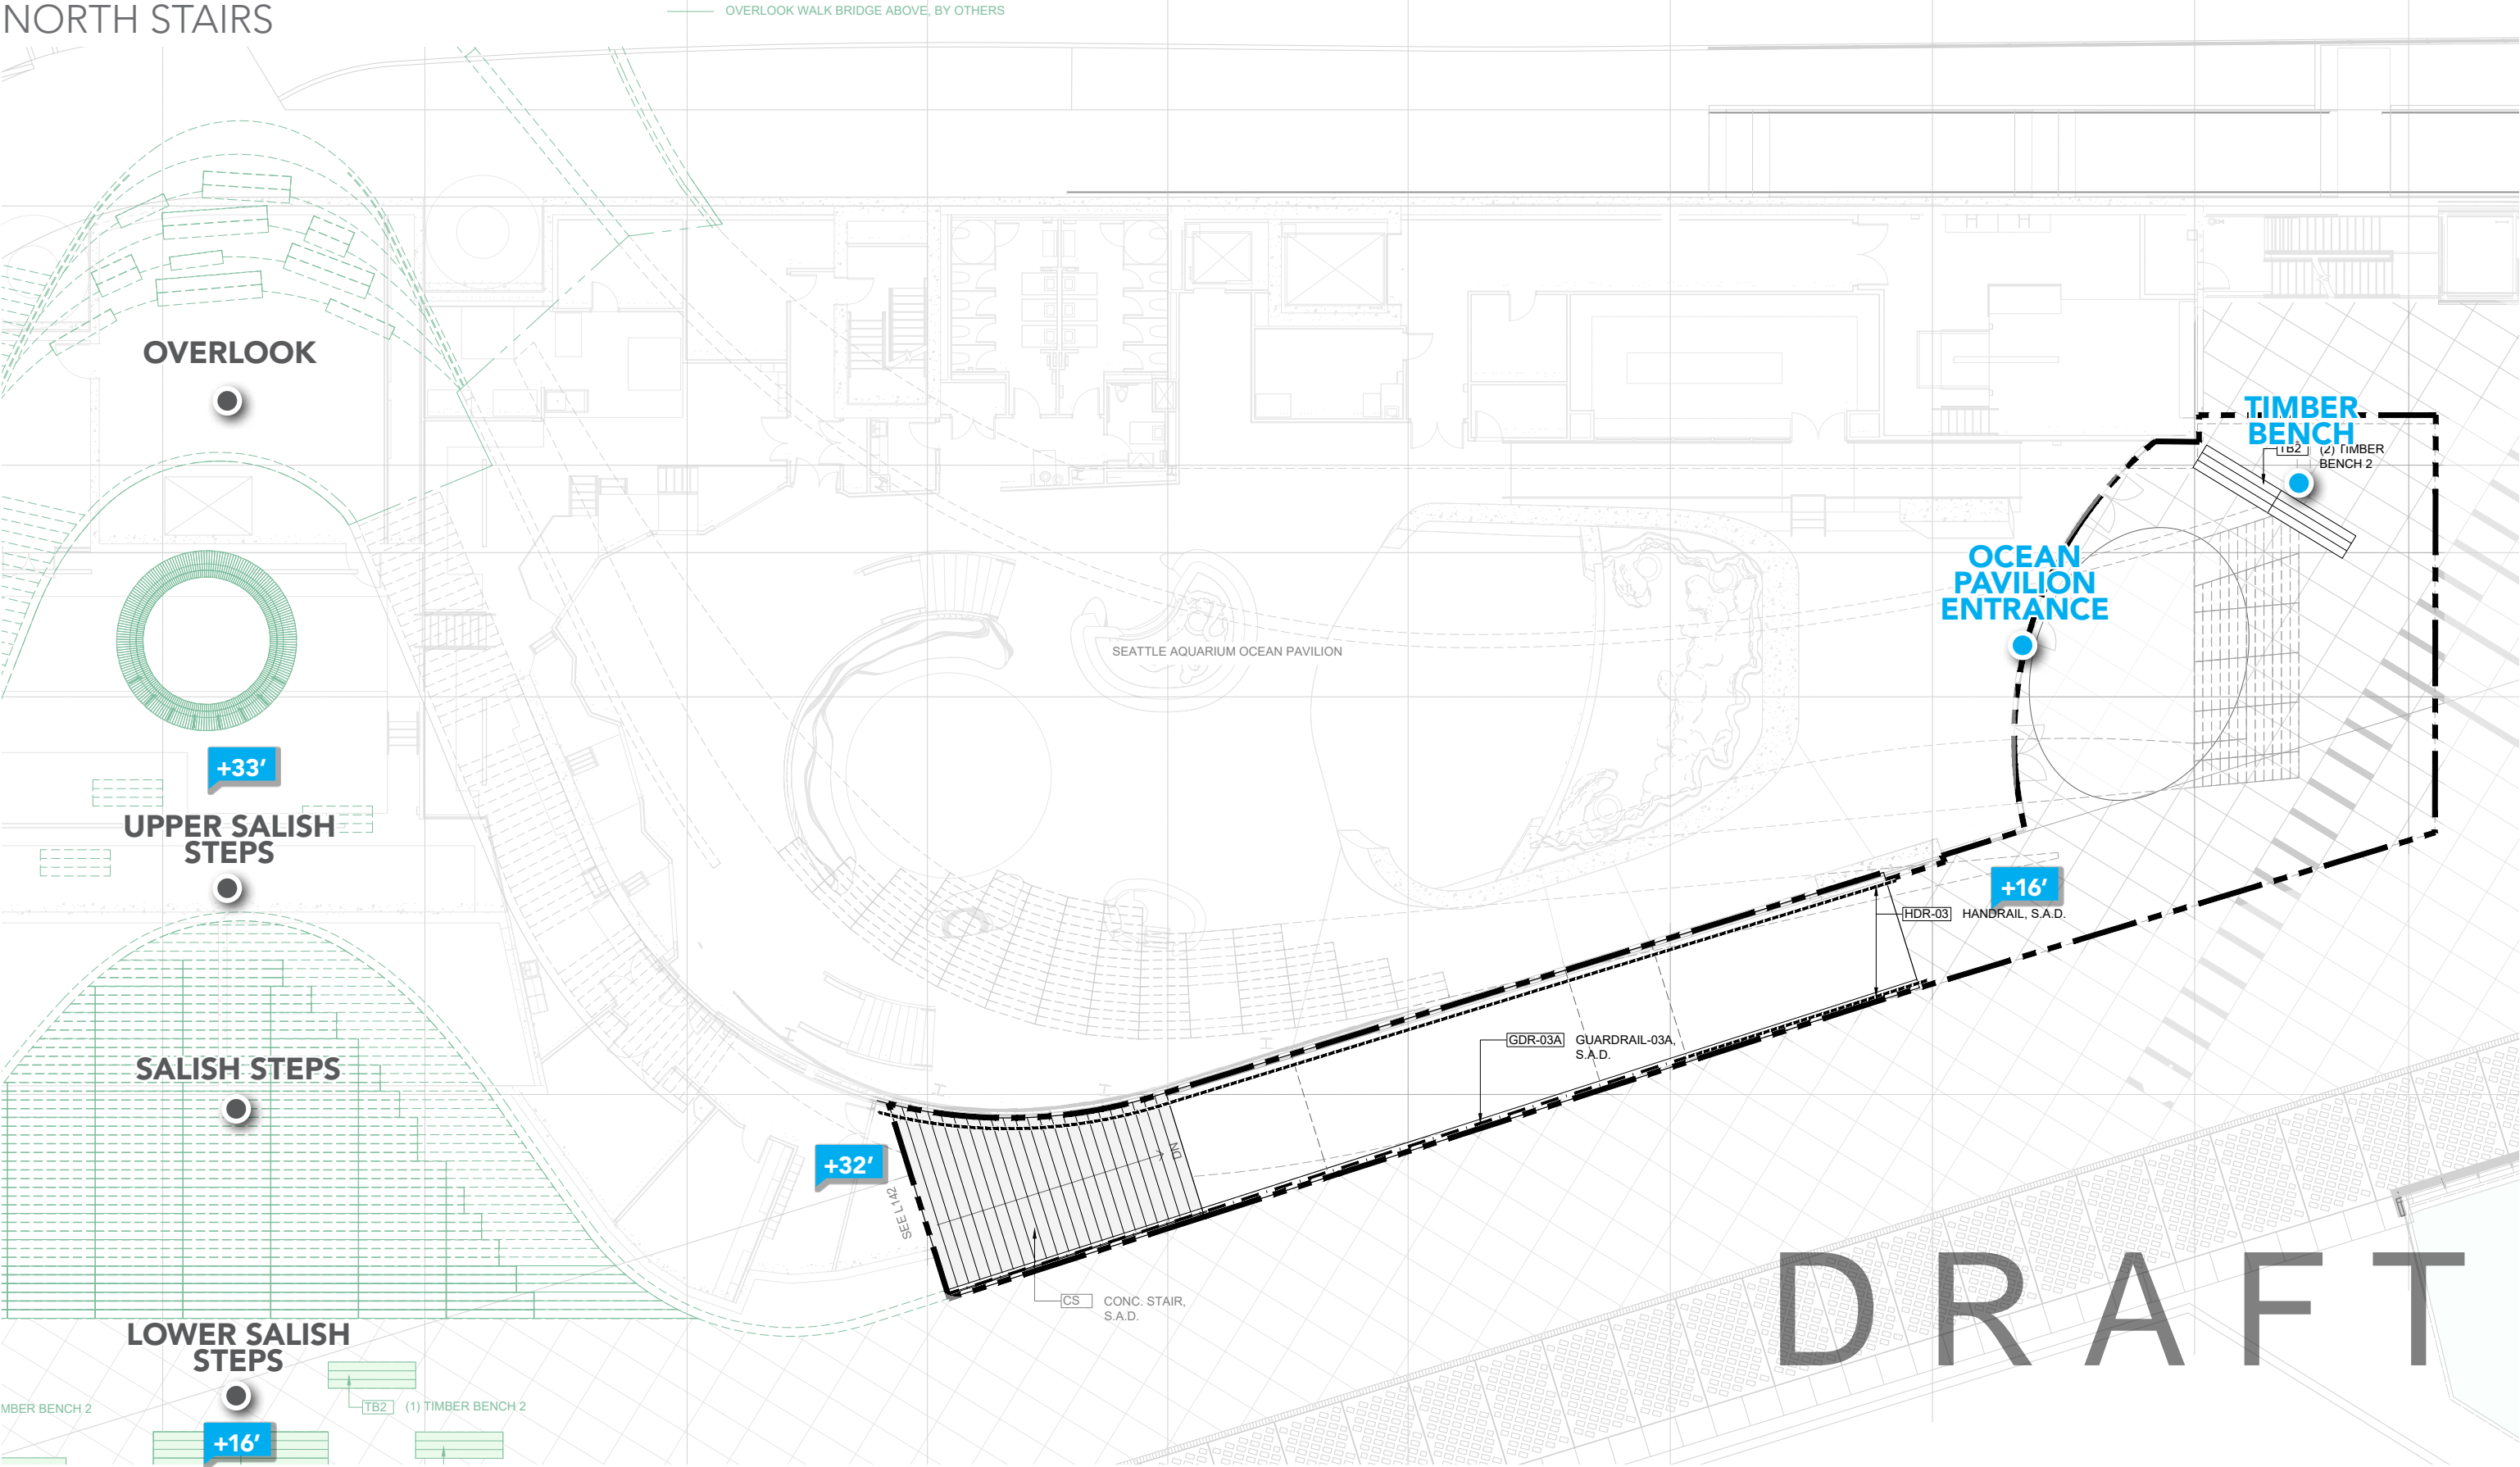 NORTH STAIRS
OVERLOOK WALK BRIDGE ABOVE, BY OTHERS
OVERLOOK
TIMBER
BENCH
TB2
(2) TIMBER
BENCH 2
OCEAN
PAVILION
ENTRANCE
SEATTLE AQUARIUM OCEAN PAVILION
+33'
UPPER SALISH
STEPS
+16'
HDR-03
HANDRAIL, S.A.D.
GDR-03A
GUARDRAIL-03A,
S.A.D.
SALISH STEPS
DN
+32'
SEE L142
CS
CONC. STAIR,
S.A.D.
LOWER SALISH
STEPS
MBER BENCH 2
TB2
(1) TIMBER BENCH 2
+16'
DRAFT